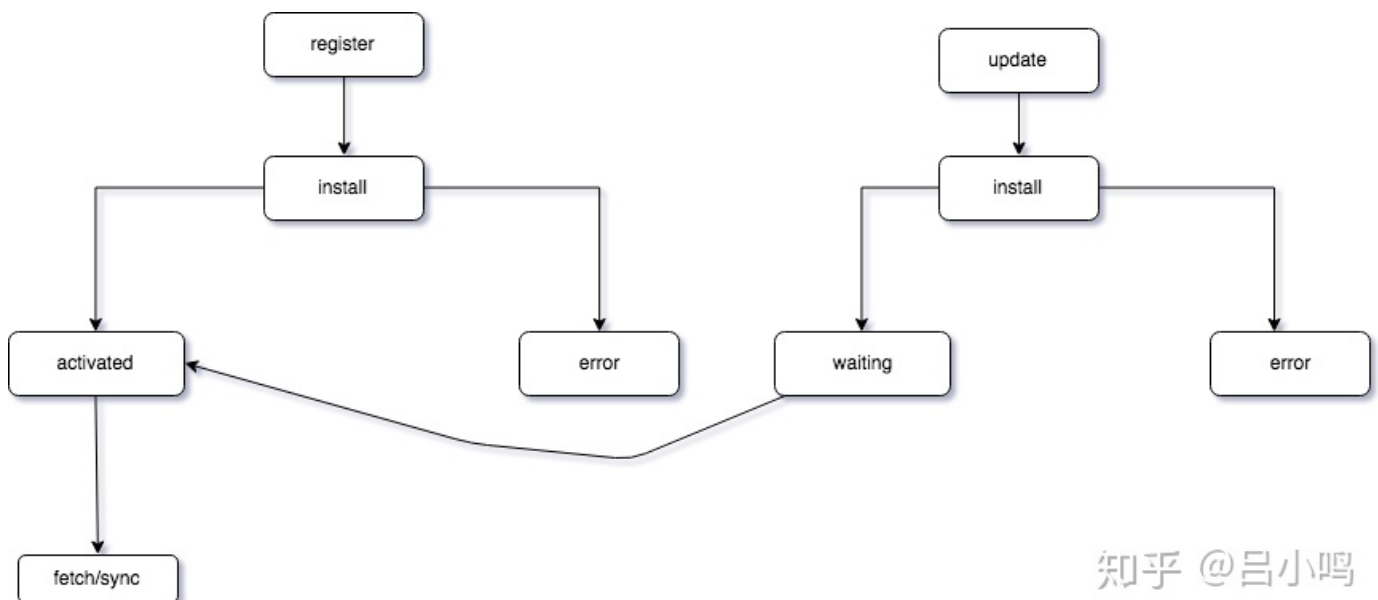 register
update
install
install
activated
error
waiting
error
fetch/sync
知乎 @吕小鸣